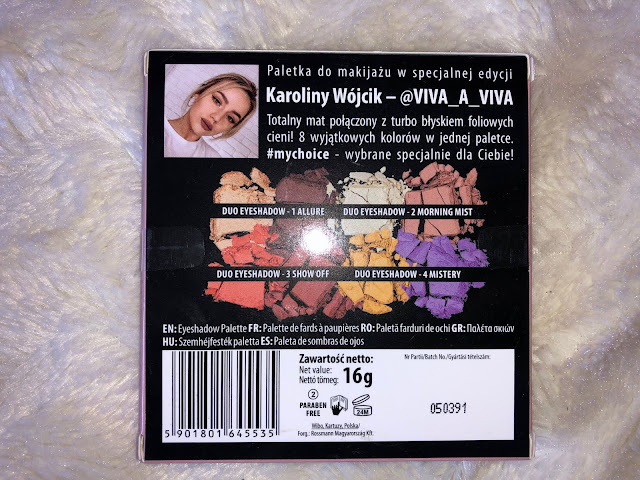 Paletka do makijażu w specjalnej edycji
Karoliny Wójcik – @VIVA_A_VIVA
Totalny mat połączony z turbo błyskiem foliowych
cieni! 8 wyjątkowych kolorów w jednej paletce.
#mychoice - wybrane specjalnie dla Ciebie!
DUO EYESHADOW - 1 ALLURE
DUO EYESHADOW - 2 MORNING MIST
DUO EYESHADOW - 3 SHOW OFF
DUO EYESHADOW - 4 MISTERY
EN: Eyeshadow Palette FR: Palette de fards à paupières RO: Paletă farduri de ochi GR: Παλέτα σκιών
HU: Szemhéjfesték paletta ES: Paleta de sombras de ojos
Zawartość netto:
Net value:
Nettó tömeg:
16g
Nr Partii/Batch No./Gyártási tételszám:
2
PARABEN
FREE
24M
050391
Wibo, Kartuzy, Polska/
Forg.: Rossmann Magyarország Kft.
5 901801 645535